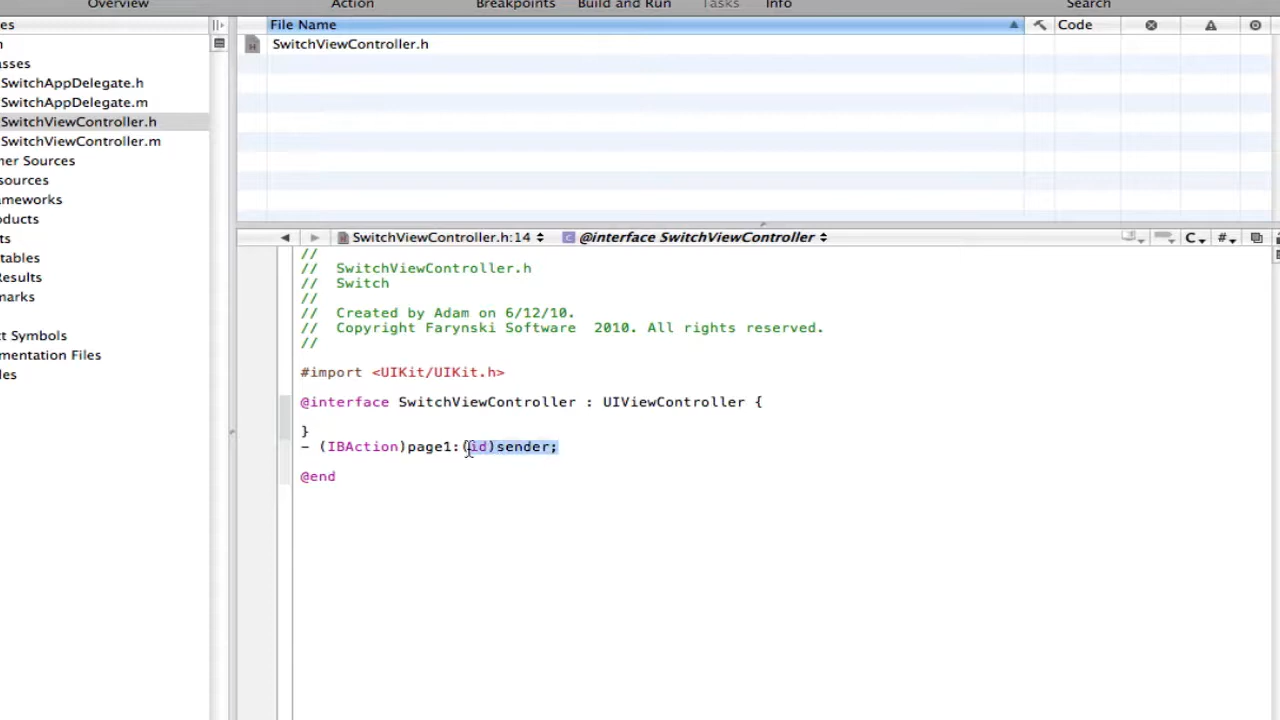 Overview Action Breakpoints Build and Run Tasks Info Search
es
File Name Code
n
SwitchViewController.h
asses
SwitchAppDelegate.h
SwitchAppDelegate.m
SwitchViewController.h
SwitchViewController.m
her Sources
sources
ameworks
oducts
ts
tables
Results
marks
ct Symbols
mentation Files
les
SwitchViewController.h:14 @interface SwitchViewController C #
//
// SwitchViewController.h
// Switch
//
// Created by Adam on 6/12/10.
// Copyright Farynski Software 2010. All rights reserved.
//
#import <UIKit/UIKit.h>
@interface SwitchViewController : UIViewController {
}
- (IBAction)page1:(id)sender;
@end